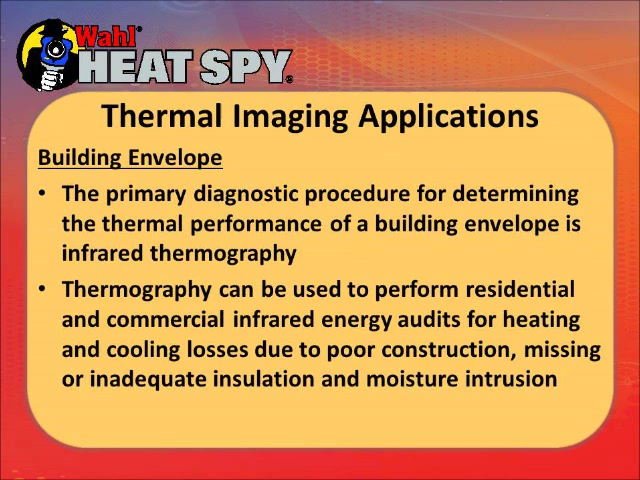 Wahl®
HEAT SPY®
Thermal Imaging Applications
Building Envelope
• The primary diagnostic procedure for determining
the thermal performance of a building envelope is
infrared thermography
• Thermography can be used to perform residential
and commercial infrared energy audits for heating
and cooling losses due to poor construction, missing
or inadequate insulation and moisture intrusion